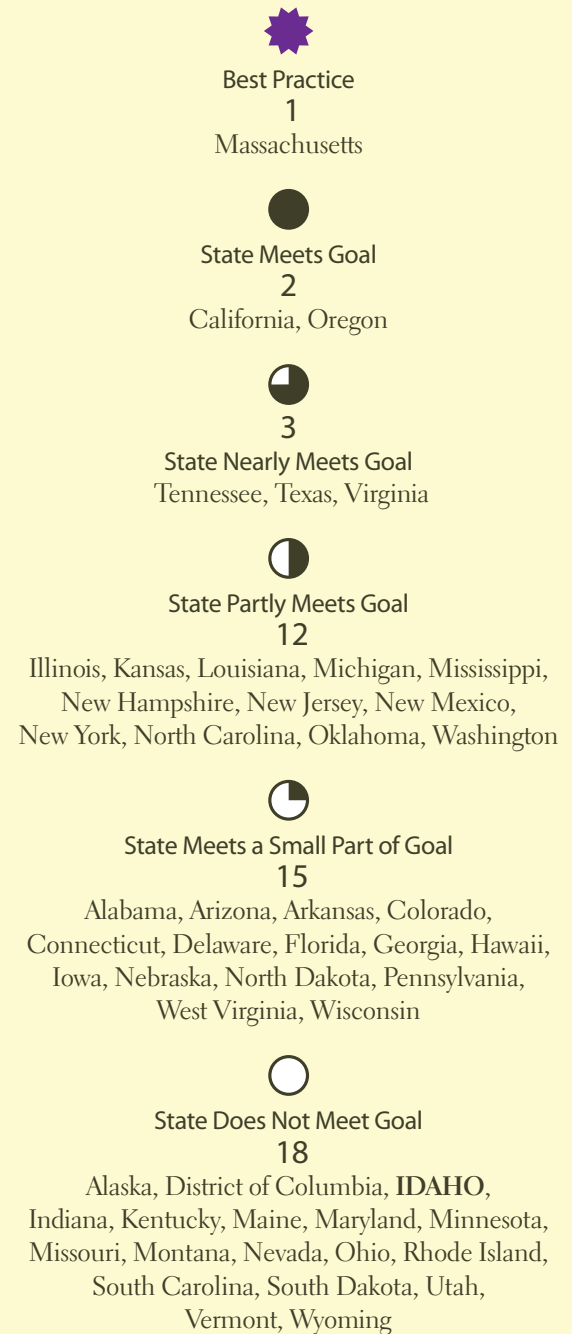 Best Practice
1
Massachusetts
State Meets Goal
2
California, Oregon
3
State Nearly Meets Goal
Tennessee, Texas, Virginia
State Partly Meets Goal
12
Illinois, Kansas, Louisiana, Michigan, Mississippi,
New Hampshire, New Jersey, New Mexico,
New York, North Carolina, Oklahoma, Washington
State Meets a Small Part of Goal
15
Alabama, Arizona, Arkansas, Colorado,
Connecticut, Delaware, Florida, Georgia, Hawaii,
Iowa, Nebraska, North Dakota, Pennsylvania,
West Virginia, Wisconsin
State Does Not Meet Goal
18
Alaska, District of Columbia, IDAHO,
Indiana, Kentucky, Maine, Maryland, Minnesota,
Missouri, Montana, Nevada, Ohio, Rhode Island,
South Carolina, South Dakota, Utah,
Vermont, Wyoming